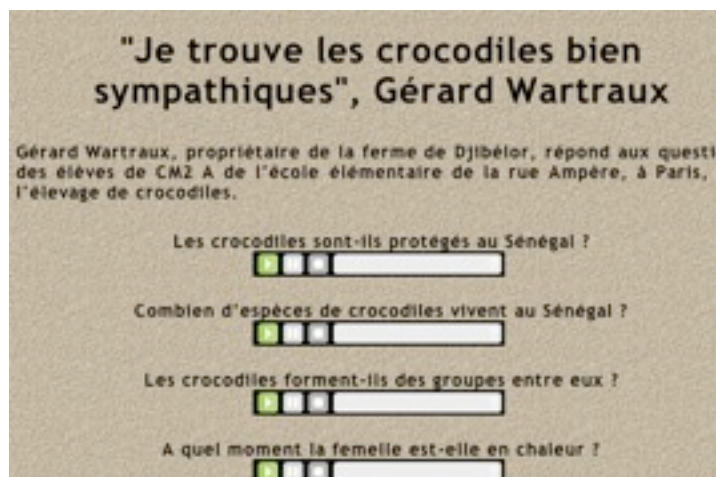 "Je trouve les crocodiles bien
sympathiques", Gérard Wartraux
Gérard Wartraux, propriétaire de la ferme de Djibélor, répond aux questi
des élèves de CM2 A de l'école élémentaire de la rue Ampère, à Paris,
l'élevage de crocodiles.
Les crocodiles sont-ils protégés au Sénégal ?
Combien d'espèces de crocodiles vivent au Sénégal ?
Les crocodiles forment-ils des groupes entre eux ?
A quel moment la femelle est-elle en chaleur ?